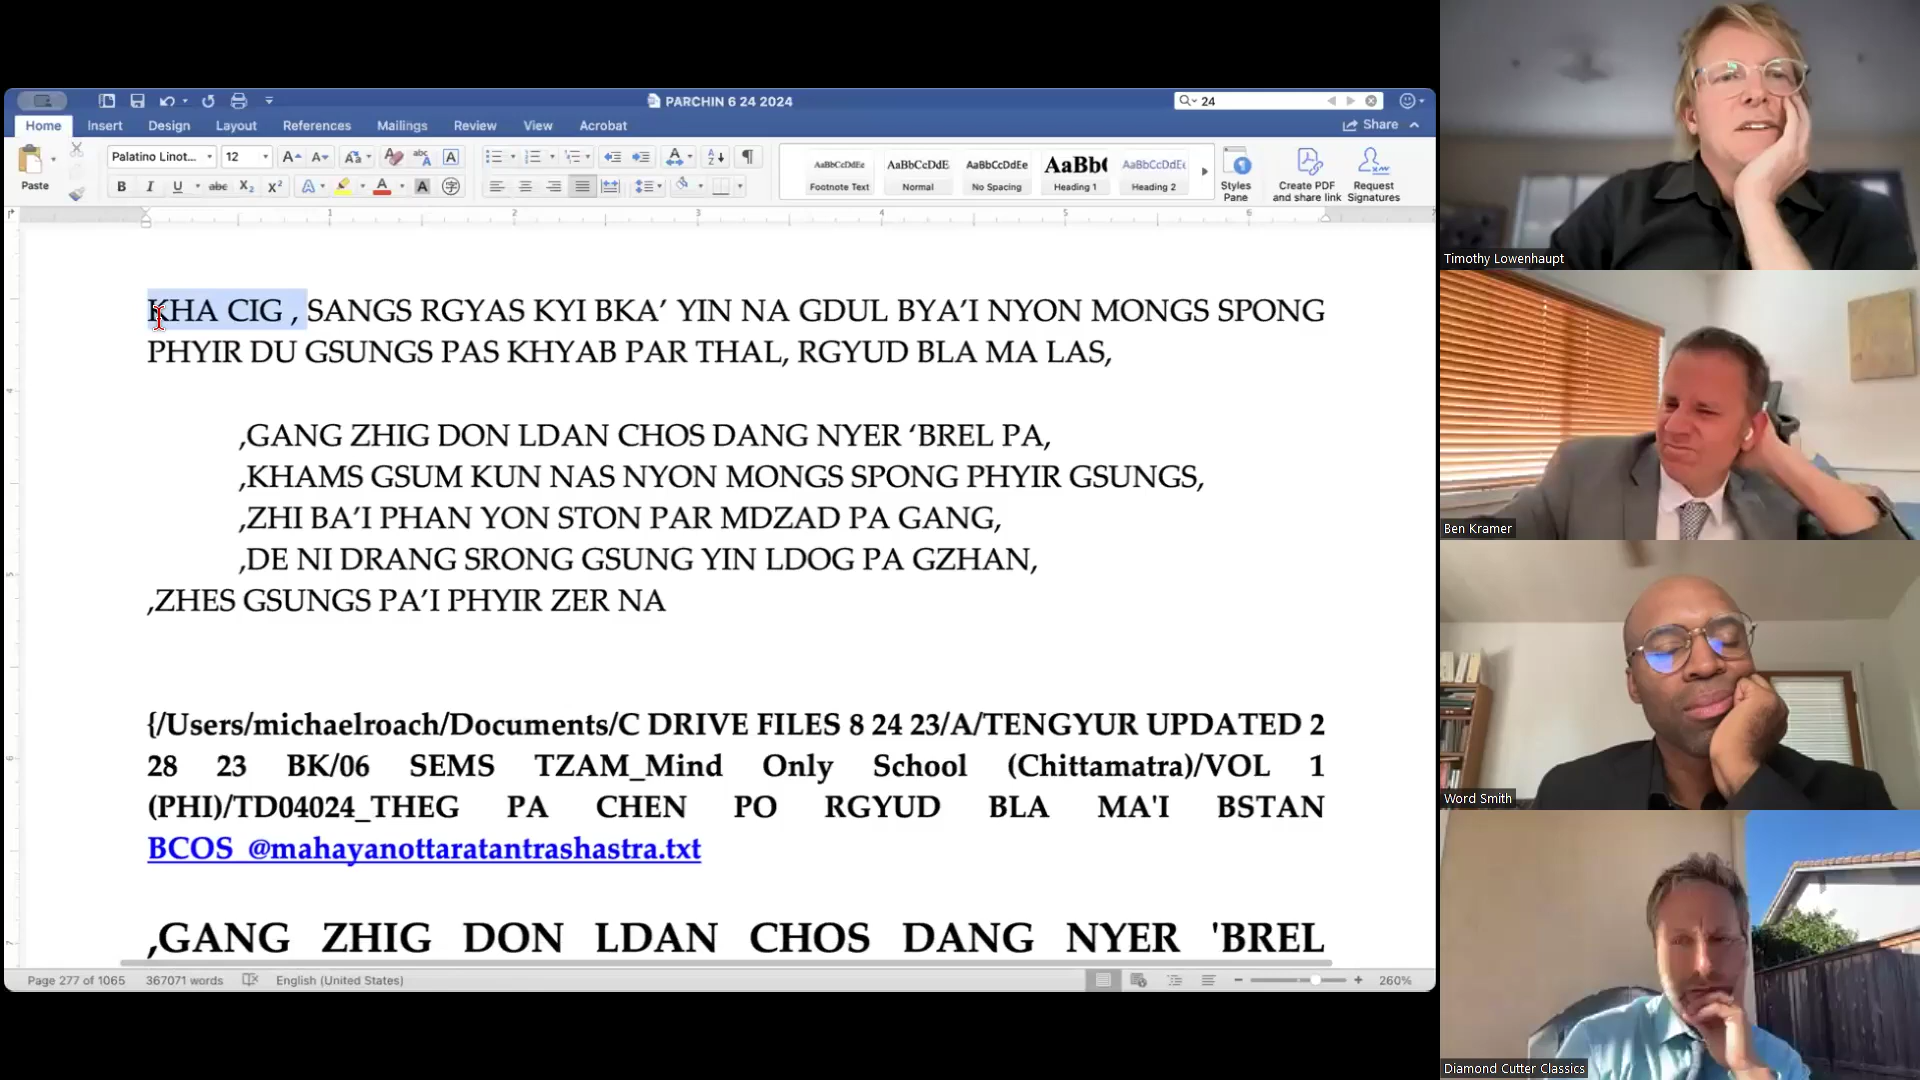 PARCHIN 6 24 2024
24
Home Insert Design Layout References Mailings Review View Acrobat
Share
Paste
Palatino Linot...
12
AaBbCcDdEe AaBbCcDdE AaBbCcDdEe AaBb( AaBbCcDdEe
Footnote Text Normal No Spacing Heading 1 Heading 2
Styles Pane
Create PDF and share link
Request Signatures
KHA CIG , SANGS RGYAS KYI BKA’ YIN NA GDUL BYA’I NYON MONGS SPONG
PHYIR DU GSUNGS PAS KHYAB PAR THAL, RGYUD BLA MA LAS,
,GANG ZHIG DON LDAN CHOS DANG NYER ‘BREL PA,
,KHAMS GSUM KUN NAS NYON MONGS SPONG PHYIR GSUNGS,
,ZHI BA’I PHAN YON STON PAR MDZAD PA GANG,
,DE NI DRANG SRONG GSUNG YIN LDOG PA GZHAN,
,ZHES GSUNGS PA’I PHYIR ZER NA
{/Users/michaelroach/Documents/C DRIVE FILES 8 24 23/A/TENGYUR UPDATED 2
28 23 BK/06 SEMS TZAM_Mind Only School (Chittamatra)/VOL 1
(PHI)/TD04024_THEG PA CHEN PO RGYUD BLA MA'I BSTAN
BCOS_@mahayanottaratantrashastra.txt
,GANG ZHIG DON LDAN CHOS DANG NYER 'BREL
Page 277 of 1065 367071 words English (United States) 260%
Timothy Lowenhaupt
Ben Kramer
Word Smith
Diamond Cutter Classics